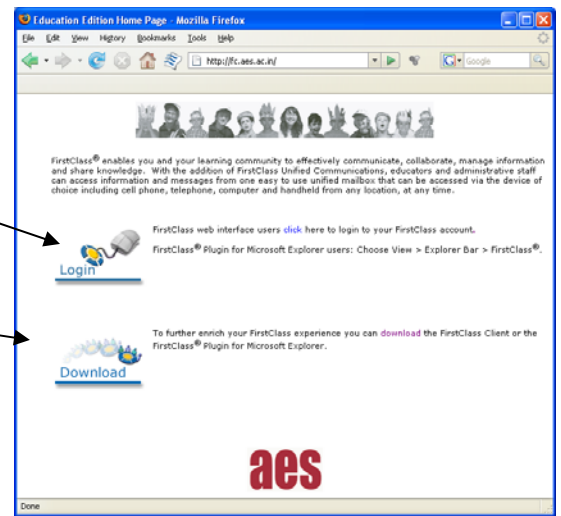 Education Edition Home Page - Mozilla Firefox
File Edit View History Bookmarks Tools Help
http://fc.aes.ac.in/
Google
FirstClass® enables you and your learning community to effectively communicate, collaborate, manage information
and share knowledge. With the addition of FirstClass Unified Communications, educators and administrative staff
can access information and messages from one easy to use unified mailbox that can be accessed via the device of
choice including cell phone, telephone, computer and handheld from any location, at any time.
FirstClass web interface users click here to login to your FirstClass account.
FirstClass® Plugin for Microsoft Explorer users: Choose View > Explorer Bar > FirstClass®.
Login
To further enrich your FirstClass experience you can download the FirstClass Client or the
FirstClass® Plugin for Microsoft Explorer.
Download
aes
Done